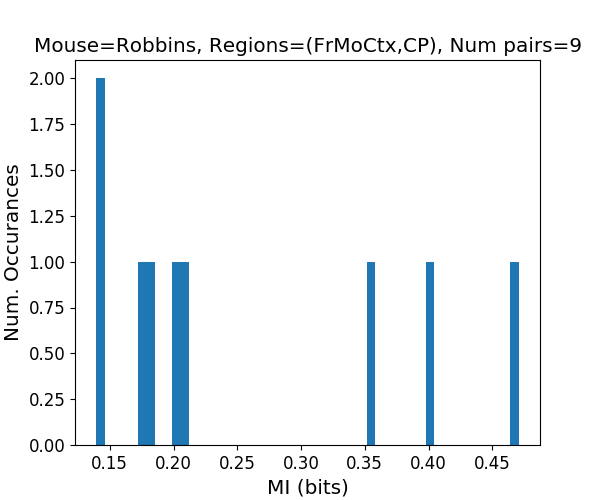 Mouse=Robbins, Regions=(FrMoCtx,CP), Num pairs=9
2.00
1.75
1.50
1.25
1.00
0.75
0.50
0.25
0.00
Num. Occurances
0.15 0.20 0.25 0.30 0.35 0.40 0.45
MI (bits)